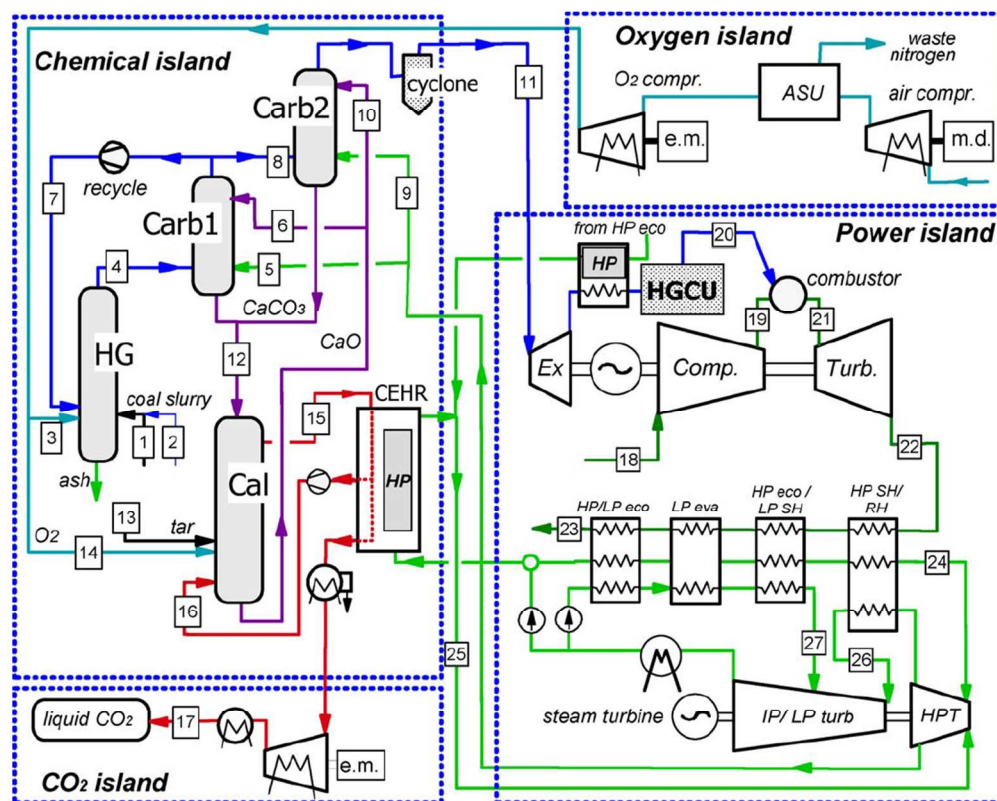 Chemical island
Oxygen island
waste
nitrogen
O₂ compr.
ASU
air compr.
e.m.
m.d.
Carb2
cyclone
11
10
8
7
recycle
9
Carb1
6
5
4
CaCO₃
CaO
12
HG
coal slurry
3
1
2
ash
15
CEHR
HP
Cal
13
tar
O2
14
16
25
Power island
from HP eco
20
HP
HGCU
combustor
19
21
Ex
Comp.
Turb.
18
22
HP/LP eco
LP eva
HP eco /
LP SH
HP SH/
RH
23
24
27
26
steam turbine
IP/ LP turb
HPT
liquid CO₂
17
e.m.
CO₂ island